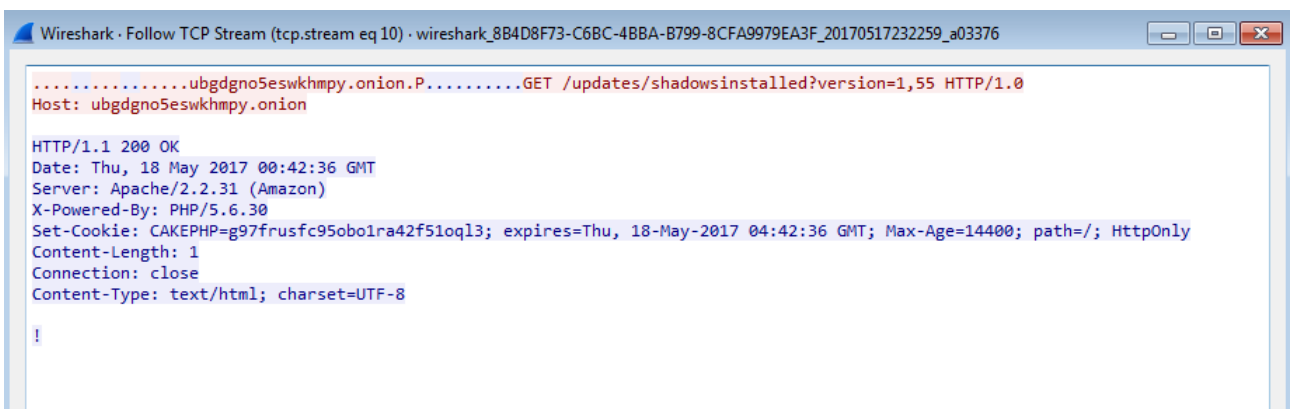 Wireshark · Follow TCP Stream (tcp.stream eq 10) · wireshark_8B4D8F73-C6BC-4BBA-B799-8CFA9979EA3F_20170517232259_a03376
................ubgdgno5eswkhmpy.onion.P..........GET /updates/shadowsinstalled?version=1,55 HTTP/1.0
Host: ubgdgno5eswkhmpy.onion
HTTP/1.1 200 OK
Date: Thu, 18 May 2017 00:42:36 GMT
Server: Apache/2.2.31 (Amazon)
X-Powered-By: PHP/5.6.30
Set-Cookie: CAKEPHP=g97frusfc95obo1ra42f51oql3; expires=Thu, 18-May-2017 04:42:36 GMT; Max-Age=14400; path=/; HttpOnly
Content-Length: 1
Connection: close
Content-Type: text/html; charset=UTF-8
!